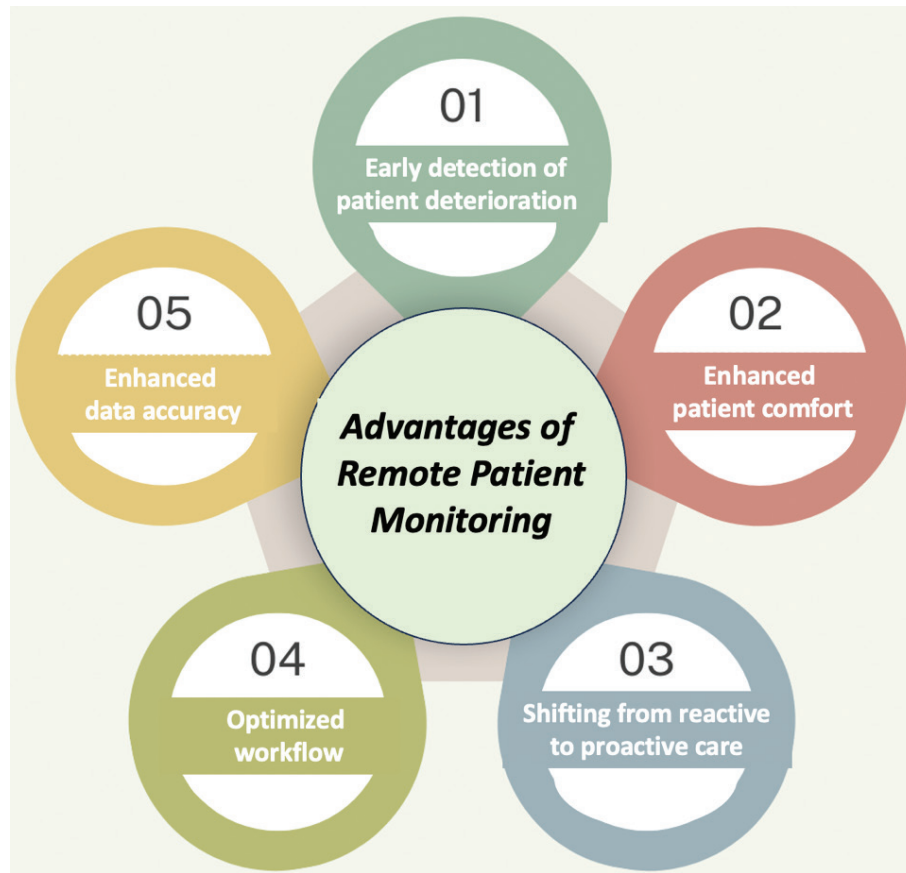 01
Early detection of
patient deterioration
02
Enhanced
patient comfort
03
Shifting from reactive
to proactive care
04
Optimized
workflow
05
Enhanced
data accuracy
Advantages of
Remote Patient
Monitoring